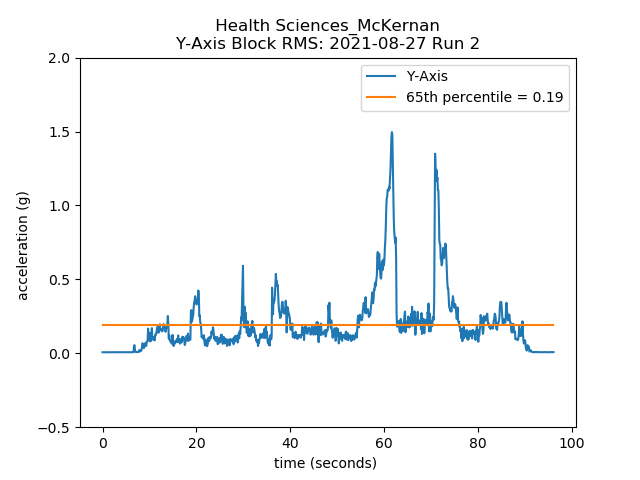 Health Sciences_McKernan
Y-Axis Block RMS: 2021-08-27 Run 2
Y-Axis
65th percentile = 0.19
acceleration (g)
2.0
1.5
1.0
0.5
0.0
−0.5
0 20 40 60 80 100
time (seconds)